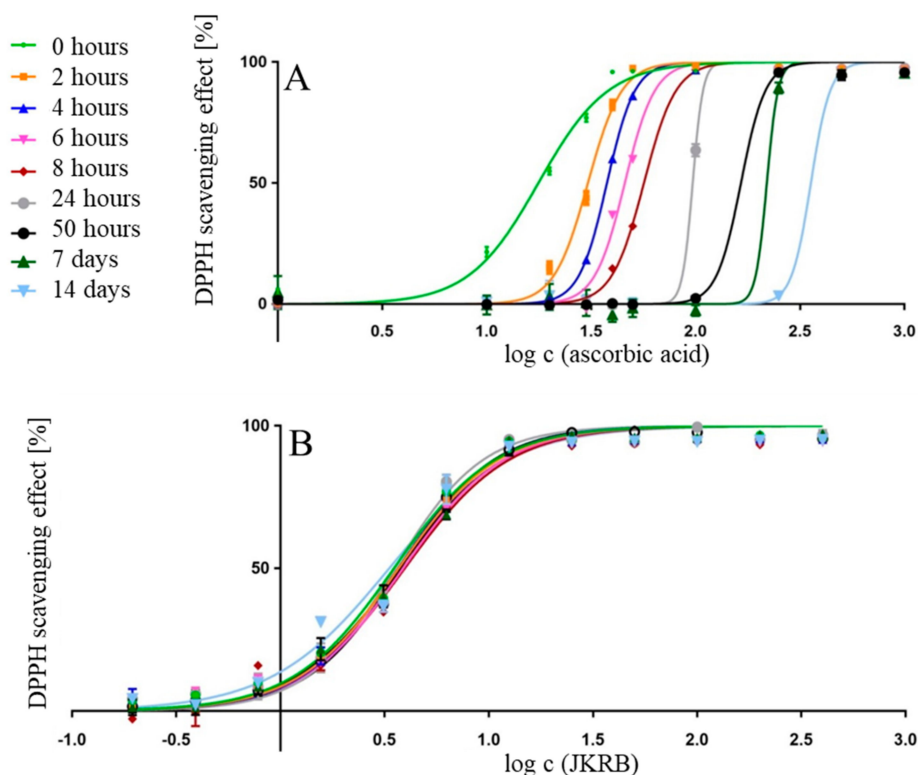 0 hours
2 hours
4 hours
6 hours
8 hours
24 hours
50 hours
7 days
14 days
DPPH scavenging effect [%]
A
100
50
0
0.5 1.0 1.5 2.0 2.5 3.0
log c (ascorbic acid)
DPPH scavenging effect [%]
B
100
50
-1.0 -0.5 0.5 1.0 1.5 2.0 2.5 3.0
log c (JKRB)